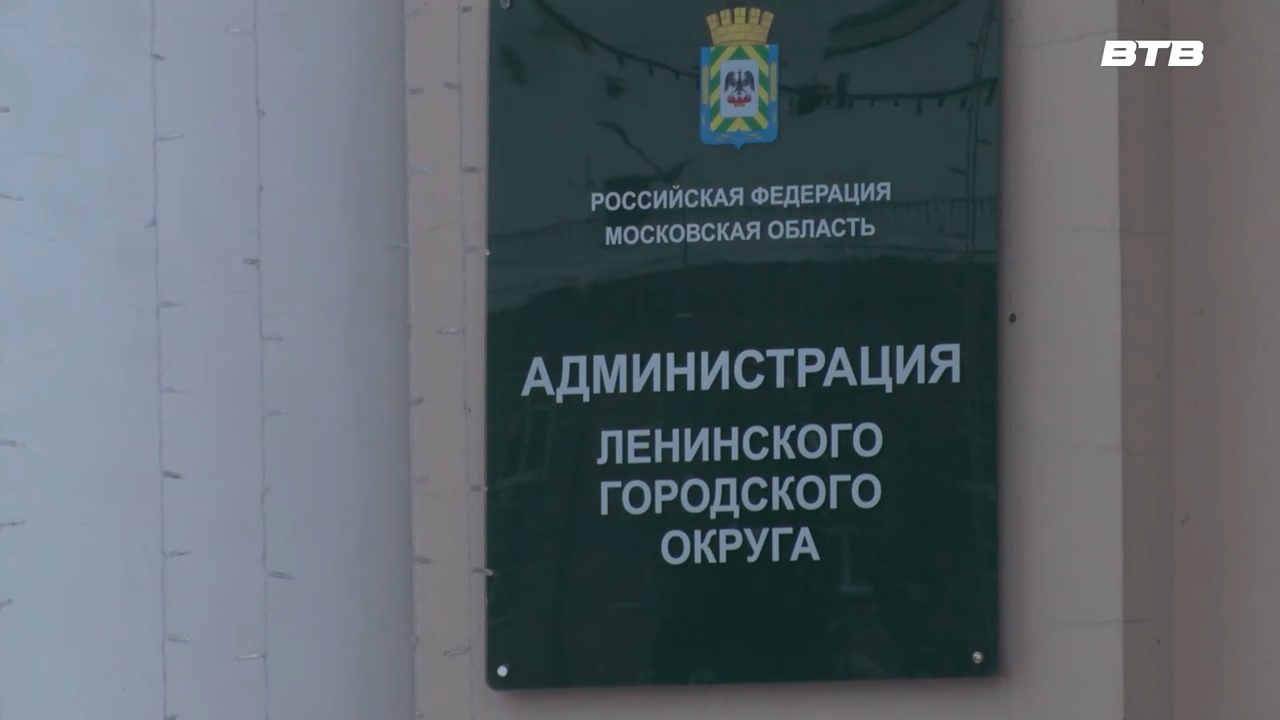 ВТВ
РОССИЙСКАЯ ФЕДЕРАЦИЯ
МОСКОВСКАЯ ОБЛАСТЬ
АДМИНИСТРАЦИЯ
ЛЕНИНСКОГО
ГОРОДСКОГО
ОКРУГА